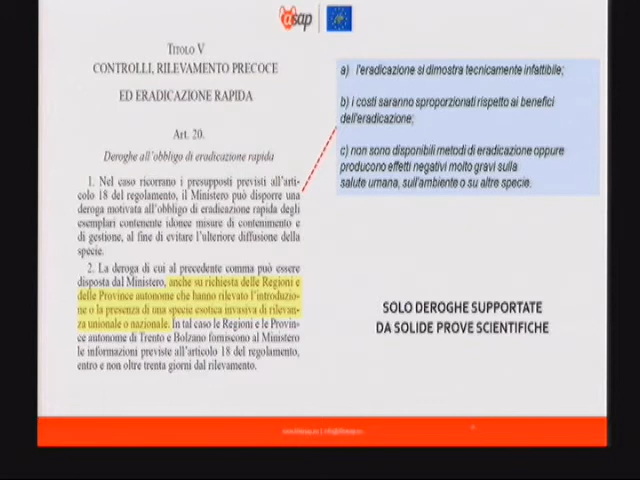 asap
TITOLO V
CONTROLLI, RILEVAMENTO PRECOCE
ED ERADICAZIONE RAPIDA
Art. 20.
Deroghe all'obbligo di eradicazione rapida
1. Nel caso ricorrano i presupposti previsti all'arti-
colo 18 del regolamento, il Ministero può disporre una
deroga motivata all'obbligo di eradicazione rapida degli
esemplari contenente idonee misure di contenimento e
di gestione, al fine di evitare l'ulteriore diffusione della
specie.
2. La deroga di cui al precedente comma può essere
disposta dal Ministero, anche su richiesta delle Regioni e
delle Province autonome che hanno rilevato l'introduzio-
ne o la presenza di una specie esotica invasiva di rilevan-
za unionale o nazionale. In tal caso le Regioni e le Provin-
ce autonome di Trento e Bolzano forniscono al Ministero
le informazioni previste all'articolo 18 del regolamento,
entro e non oltre trenta giorni dal rilevamento.
a) l'eradicazione si dimostra tecnicamente infattibile;
b) i costi saranno sproporzionati rispetto ai benefici
dell'eradicazione;
c) non sono disponibili metodi di eradicazione oppure
producono effetti negativi molto gravi sulla
salute umana, sull'ambiente o su altre specie.
SOLO DEROGHE SUPPORTATE
DA SOLIDE PROVE SCIENTIFICHE